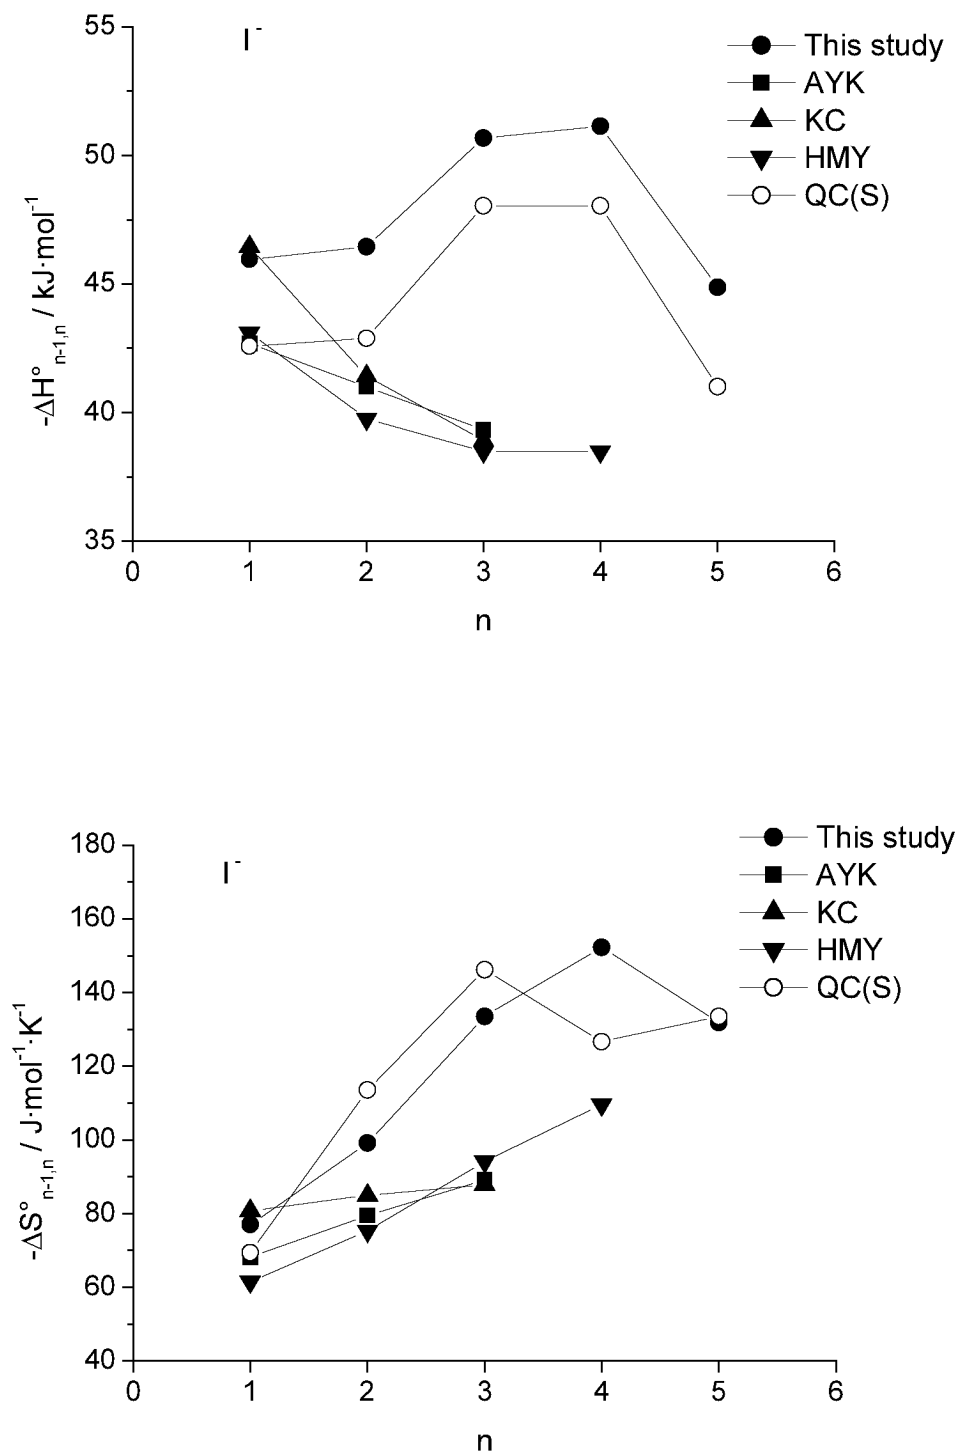 I⁻
This study
AYK
KC
HMY
QC(S)
55
50
45
40
35
-ΔH°n-1,n / kJ·mol⁻¹
0 1 2 3 4 5 6
n
I⁻
This study
AYK
KC
HMY
QC(S)
180
160
140
120
100
80
60
40
-ΔS°n-1,n / J·mol⁻¹·K⁻¹
0 1 2 3 4 5 6
n